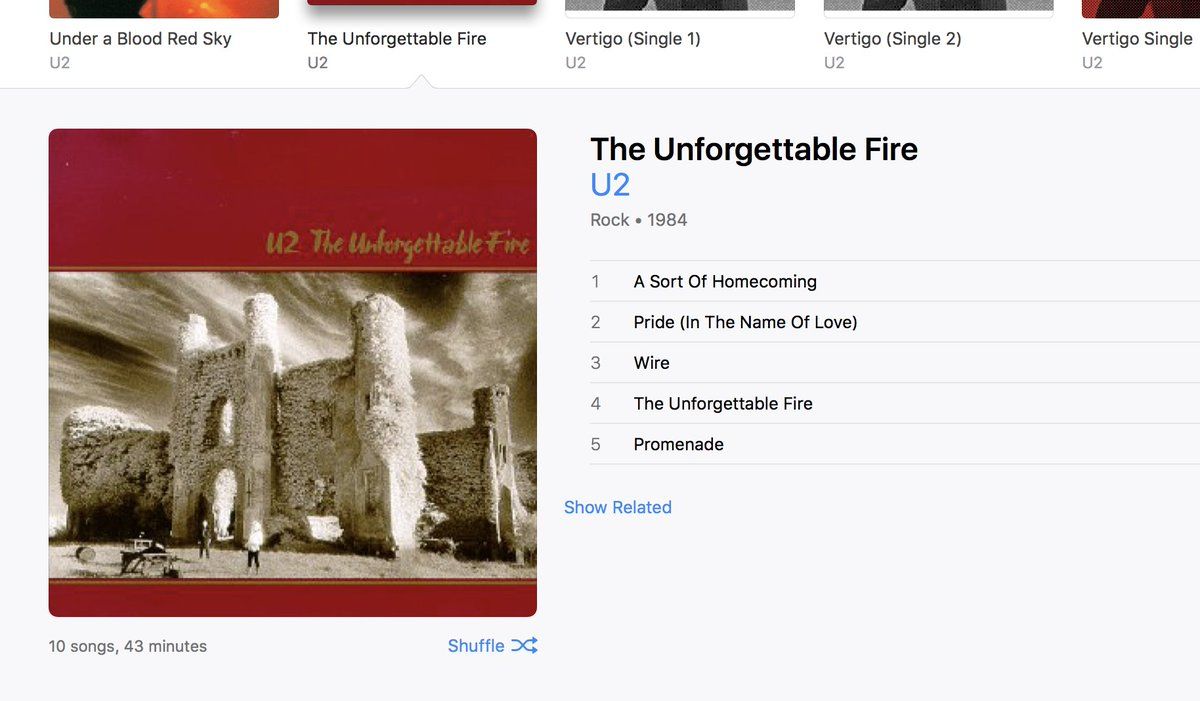 Under a Blood Red Sky
U2
The Unforgettable Fire
U2
Vertigo (Single 1)
U2
Vertigo (Single 2)
U2
Vertigo Single
U2
U2 The Unforgettable Fire
10 songs, 43 minutes
Shuffle
The Unforgettable Fire
U2
Rock • 1984
1 A Sort Of Homecoming
2 Pride (In The Name Of Love)
3 Wire
4 The Unforgettable Fire
5 Promenade
Show Related